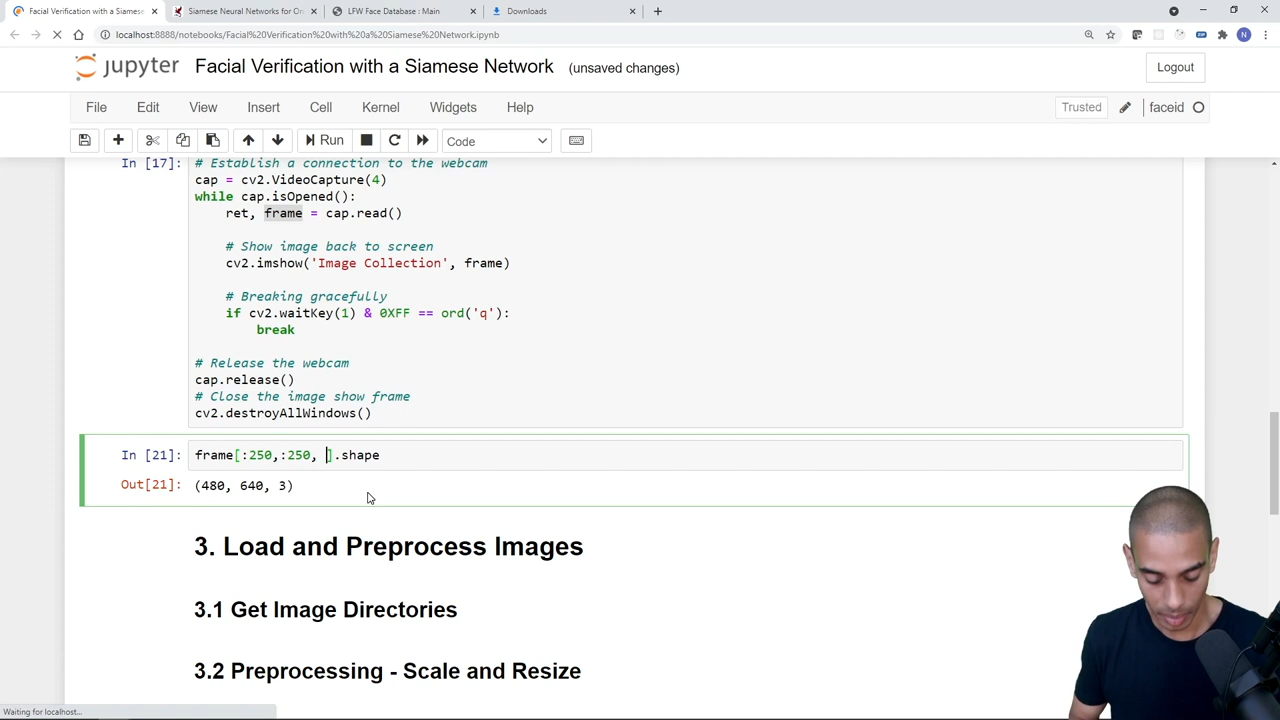 Facial Verification with a Siamese
Siamese Neural Networks for On
LFW Face Database : Main
Downloads
localhost:8888/notebooks/Facial%20Verification%20with%20a%20Siamese%20Network.ipynb
N
jupyter Facial Verification with a Siamese Network (unsaved changes)
Logout
File Edit View Insert Cell Kernel Widgets Help
Trusted
faceid
Run
Code
In [17]:
# Establish a connection to the webcam
cap = cv2.VideoCapture(4)
while cap.isOpened():
ret, frame = cap.read()
# Show image back to screen
cv2.imshow('Image Collection', frame)
# Breaking gracefully
if cv2.waitKey(1) & 0XFF == ord('q'):
break
# Release the webcam
cap.release()
# Close the image show frame
cv2.destroyAllWindows()
In [21]: frame[:250,:250, ].shape
Out[21]: (480, 640, 3)
3. Load and Preprocess Images
3.1 Get Image Directories
3.2 Preprocessing - Scale and Resize
Waiting for localhost...